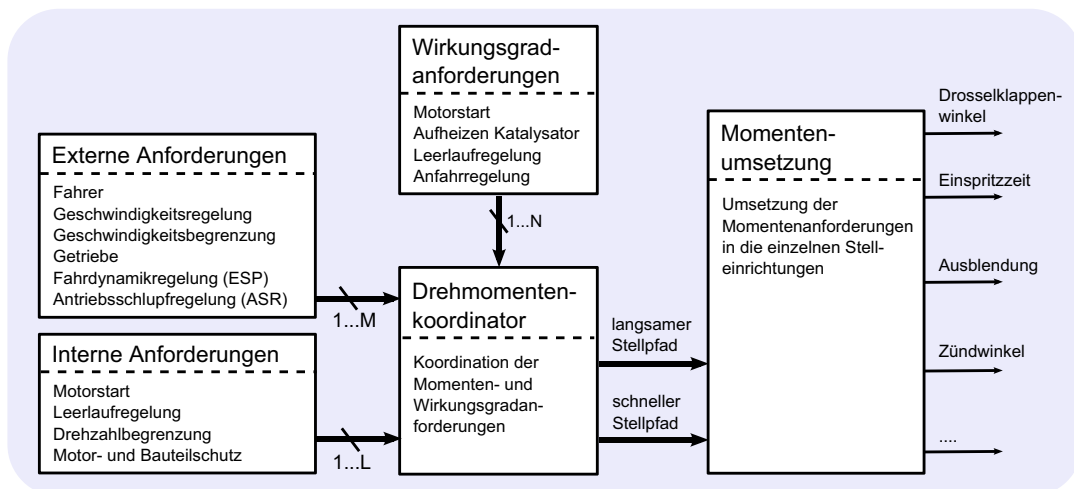 Externe Anforderungen
Fahrer
Geschwindigkeitsregelung
Geschwindigkeitsbegrenzung
Getriebe
Fahrdynamikregelung (ESP)
Antriebsschlupfregelung (ASR)
1...M
Interne Anforderungen
Motorstart
Leerlaufregelung
Drehzahlbegrenzung
Motor- und Bauteilschutz
1...L
Wirkungsgrad-
anforderungen
Motorstart
Aufheizen Katalysator
Leerlaufregelung
Anfahrregelung
1...N
Drehmomenten-
koordinator
Koordination der
Momenten- und
Wirkungsgradan-
forderungen
langsamer
Stellpfad
schneller
Stellpfad
Momenten-
umsetzung
Umsetzung der
Momentenanforderungen
in die einzelnen Stell-
einrichtungen
Drosselklappen-
winkel
Einspritzzeit
Ausblendung
Zündwinkel
....